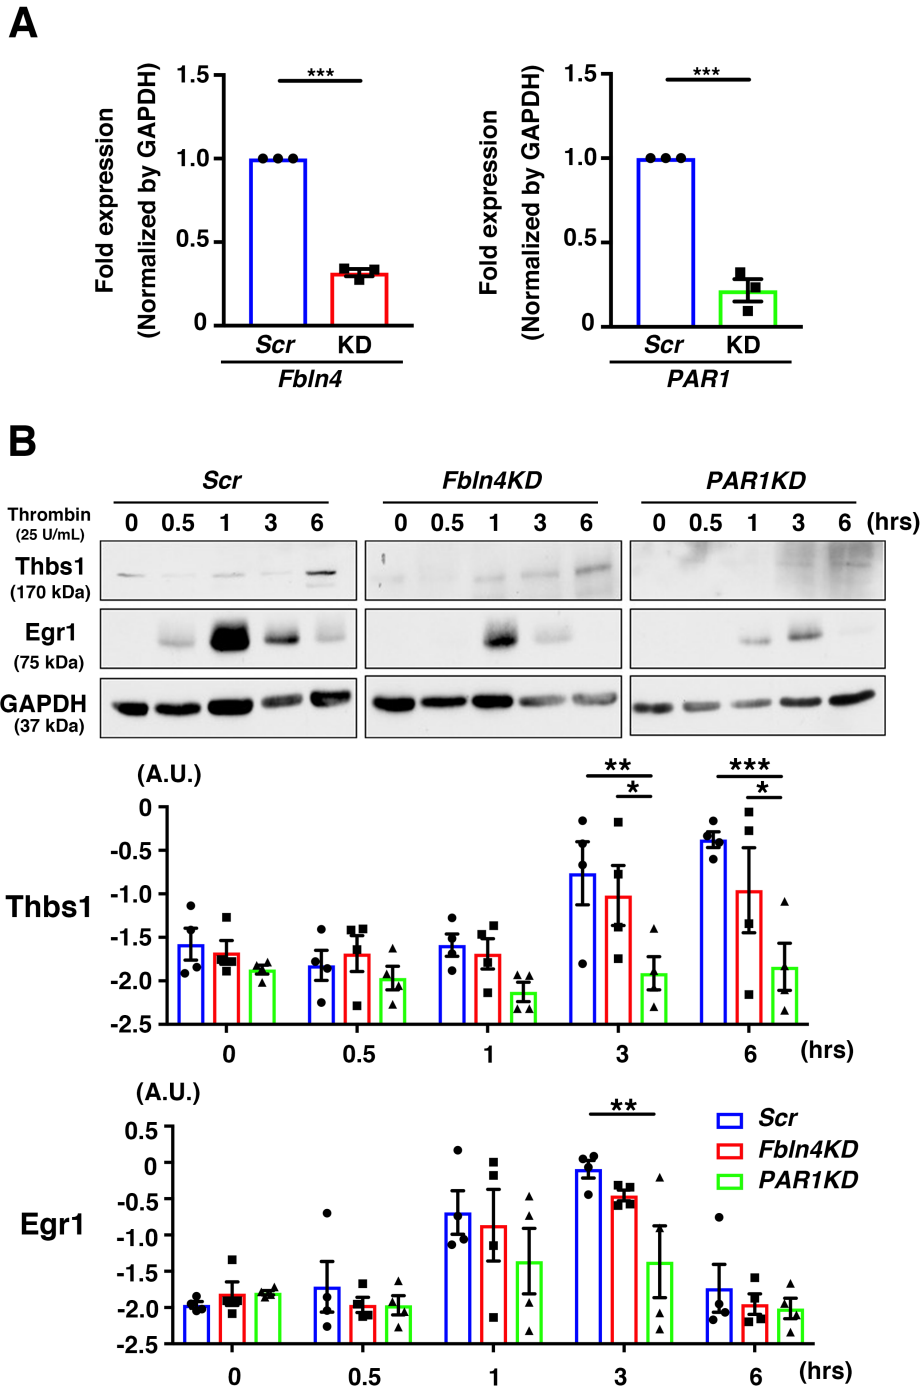 A
Fold expression
(Normalized by GAPDH)
1.5
1.0
0.5
0
***
Scr KD
Fbln4
Fold expression
(Normalized by GAPDH)
1.5
1.0
0.5
0
***
Scr KD
PAR1
B
Scr Fbln4KD PAR1KD
Thrombin
(25 U/mL)
0 0.5 1 3 6 0 0.5 1 3 6 0 0.5 1 3 6 (hrs)
Thbs1
(170 kDa)
Egr1
(75 kDa)
GAPDH
(37 kDa)
(A.U.)
** *
*** *
Thbs1
0
-0.5
-1.0
-1.5
-2.0
-2.5
0 0.5 1 3 6 (hrs)
(A.U.)
**
Egr1
0.5
0
-0.5
-1.0
-1.5
-2.0
-2.5
Scr
Fbln4KD
PAR1KD
0 0.5 1 3 6 (hrs)